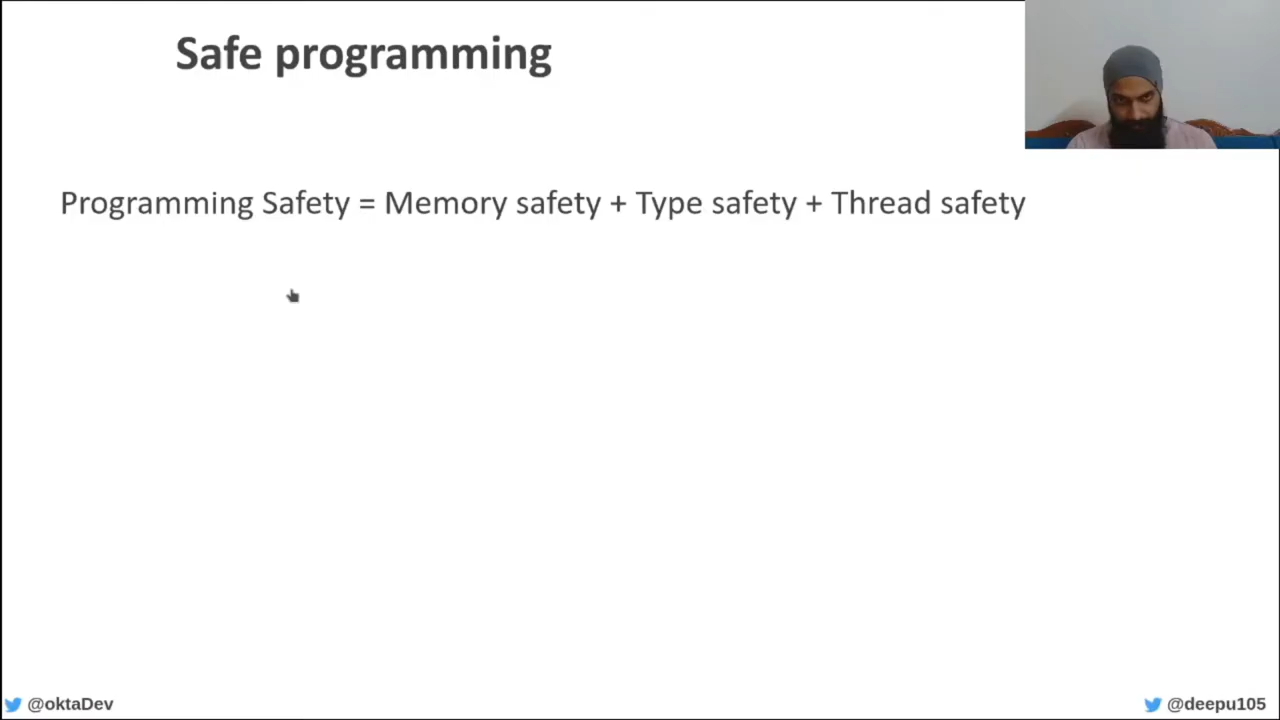 Safe programming
Programming Safety = Memory safety + Type safety + Thread safety
@oktaDev
@deepu105